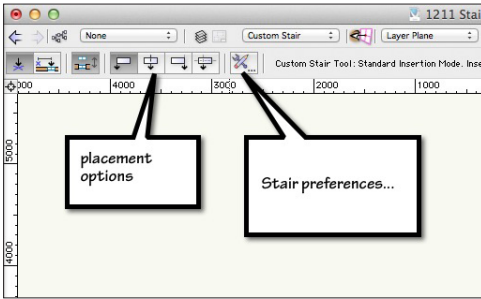 1211 Stai
None
Custom Stair
Layer Plane
Custom Stair Tool: Standard Insertion Mode. Inse
5000
4000
3000
2000
1000
5000
4000
placement
options
Stair preferences...